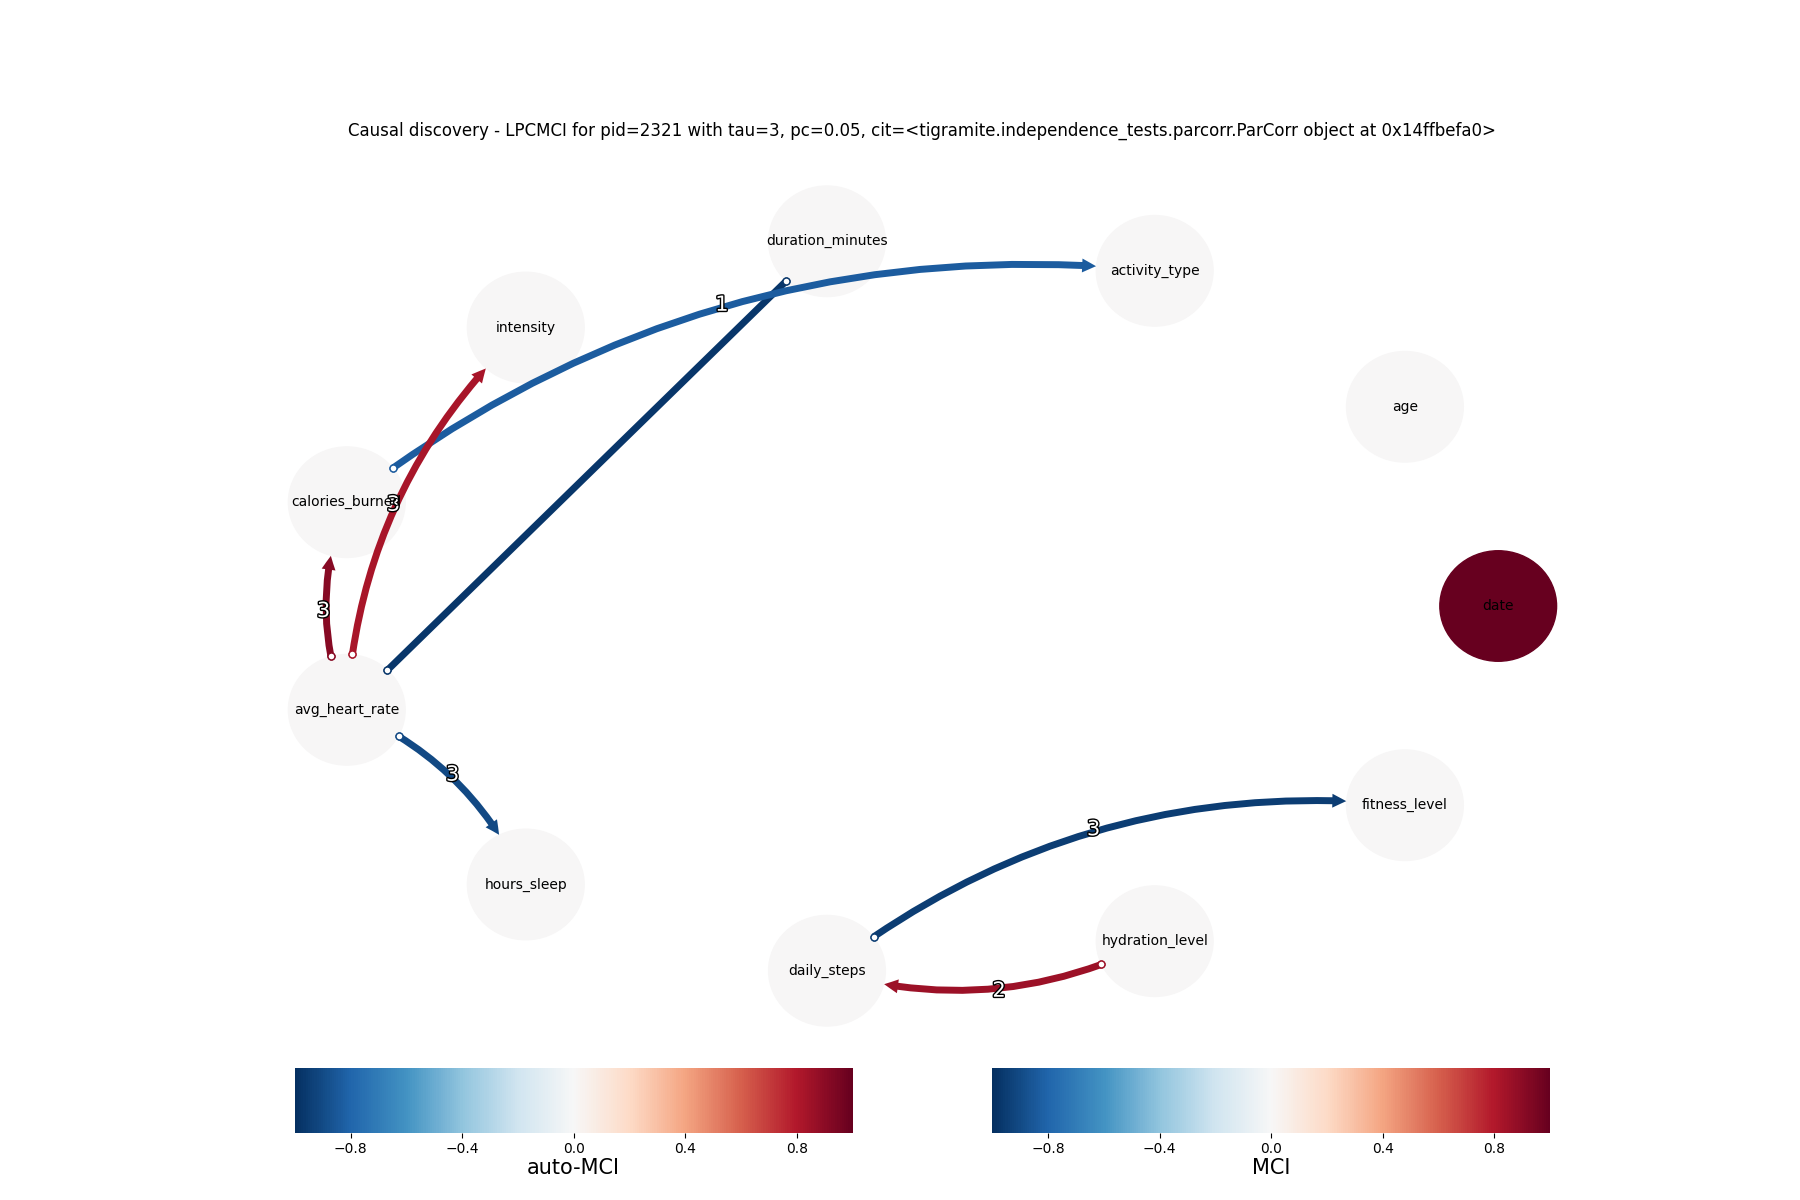 Causal discovery - LPCMCI for pid=2321 with tau=3, pc=0.05, cit=<tigramite.independence_tests.parcorr.ParCorr object at 0x14ffbefa0>
duration_minutes
activity_type
1
intensity
age
calories_burned
3
date
3
avg_heart_rate
3
fitness_level
3
hours_sleep
hydration_level
daily_steps
2
−0.8 −0.4 0.0 0.4 0.8
auto-MCI
−0.8 −0.4 0.0 0.4 0.8
MCI